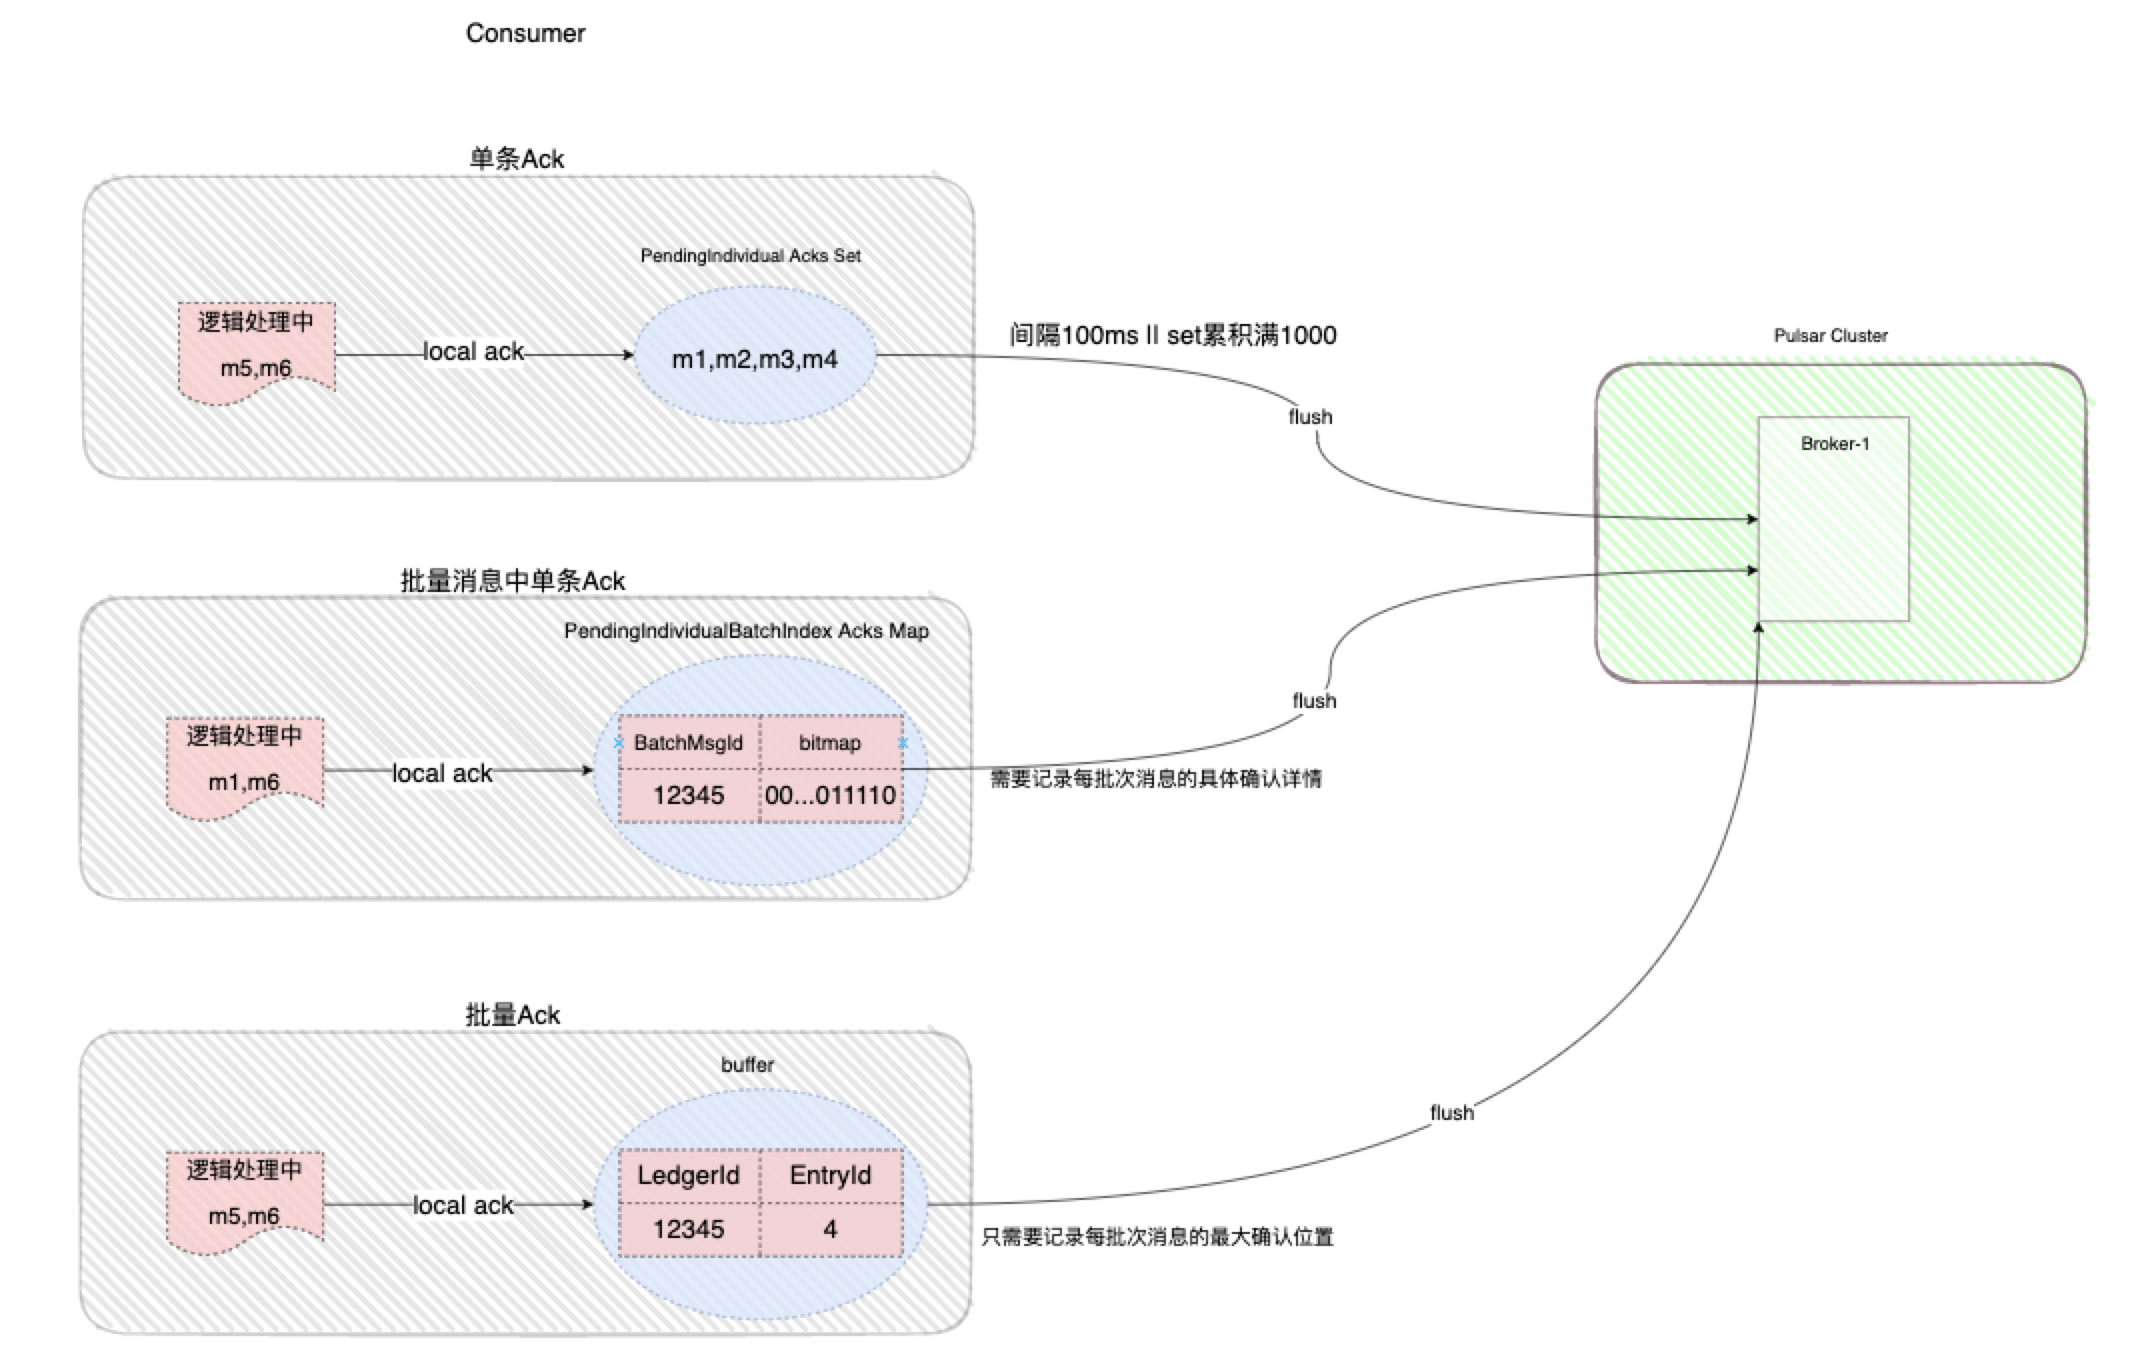 Consumer
单条Ack
PendingIndividual Acks Set
逻辑处理中
m5,m6
local ack
m1,m2,m3,m4
间隔100ms || set累积满1000
flush
Pulsar Cluster
Broker-1
批量消息中单条Ack
PendingIndividualBatchIndex Acks Map
逻辑处理中
m1,m6
local ack
BatchMsgId
bitmap
12345
00...011110
flush
需要记录每批次消息的具体确认详情
批量Ack
buffer
逻辑处理中
m5,m6
local ack
LedgerId
EntryId
12345
4
flush
只需要记录每批次消息的最大确认位置